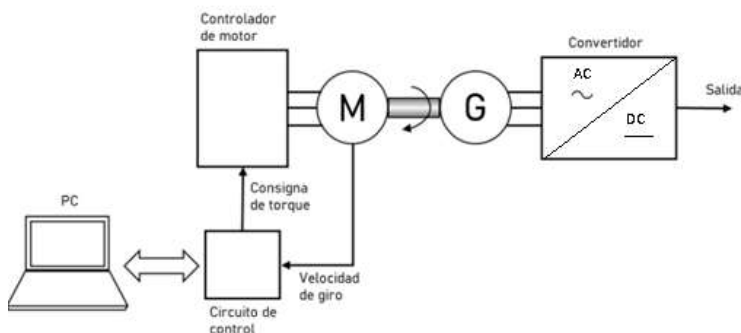 Controlador
de motor
Convertidor
AC
M
G
Salida
DC
Consigna
de torque
PC
Velocidad
de giro
Circuito de
control